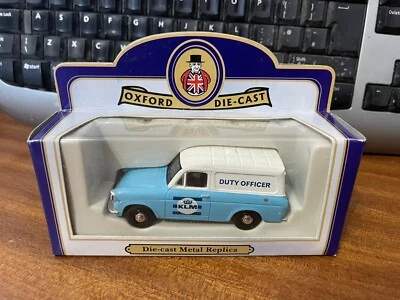 OXFORD DIE-CAST
DUTY OFFICER
KLM
Die-cast Metal Replica